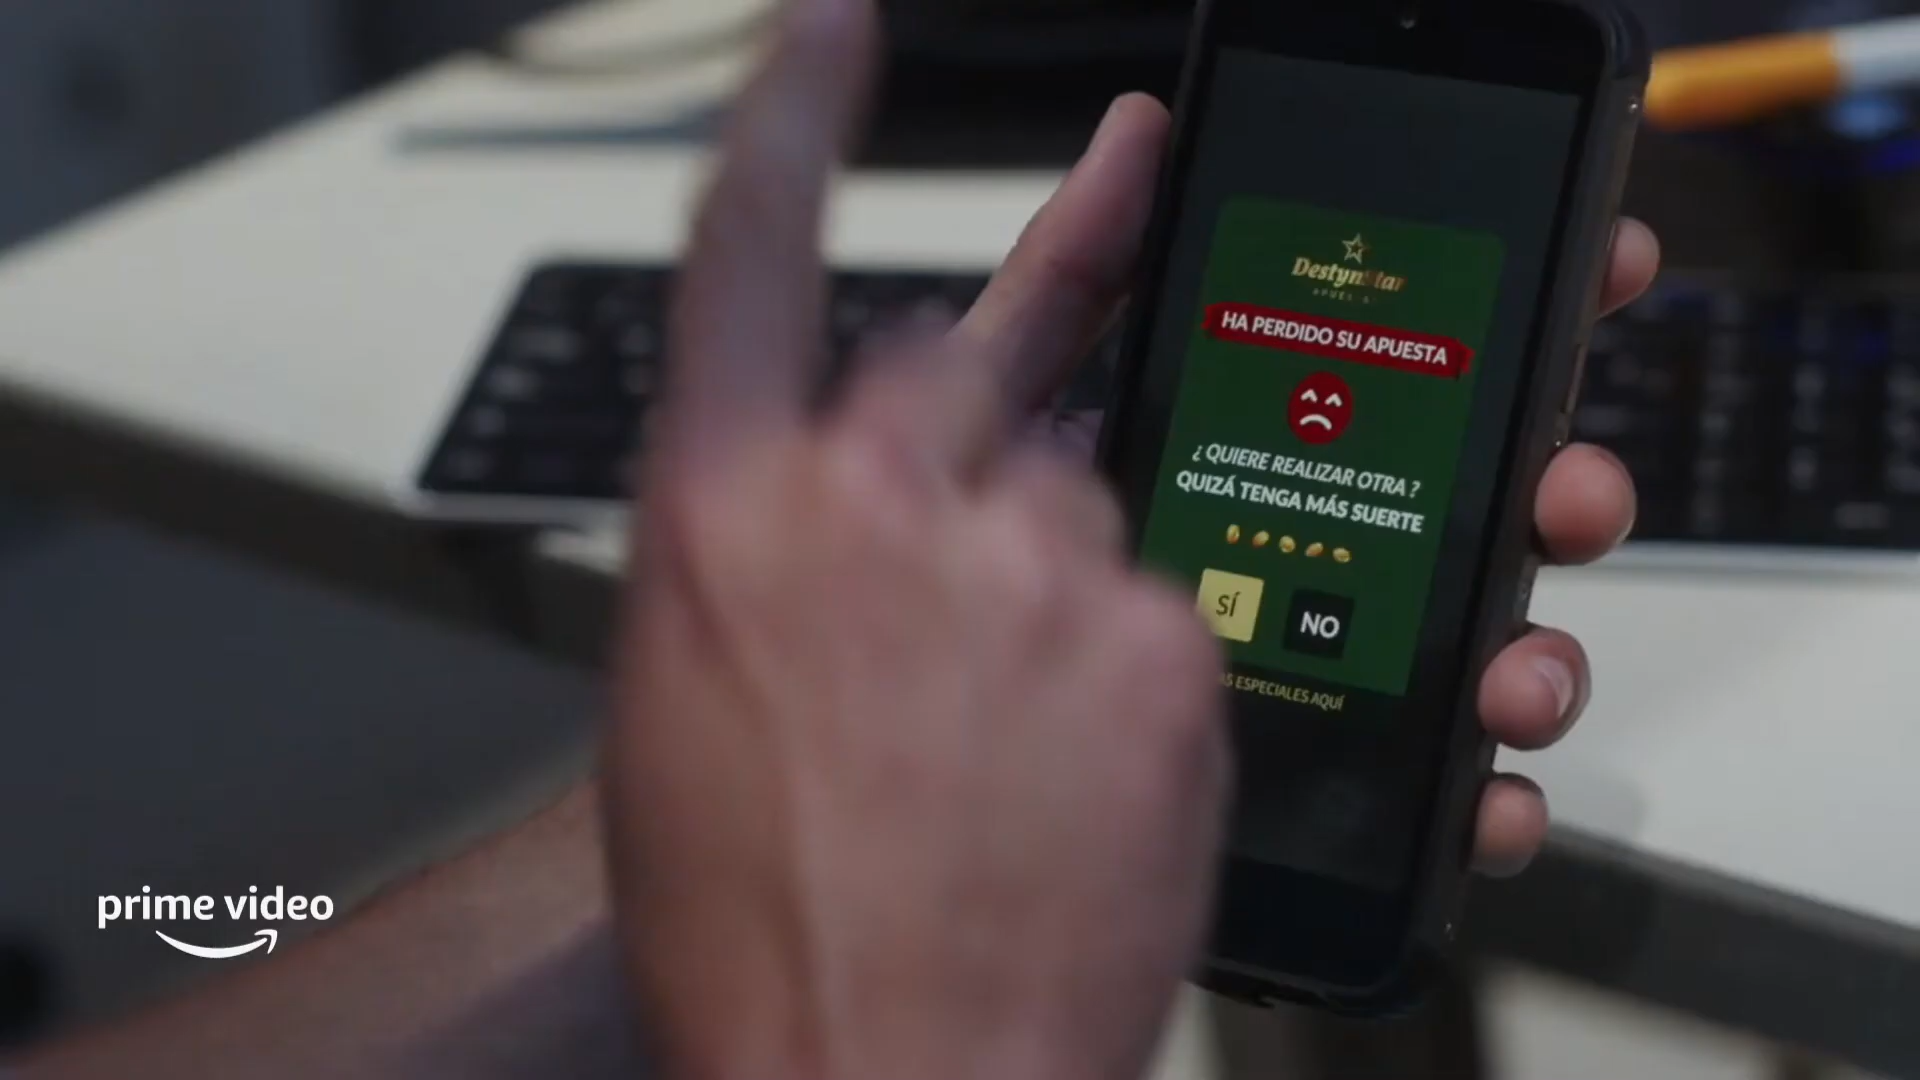 DestynStar
HA PERDIDO SU APUESTA
¿ QUIERE REALIZAR OTRA ?
QUIZÁ TENGA MÁS SUERTE
SÍ
NO
ESPECIALES AQUÍ
prime video